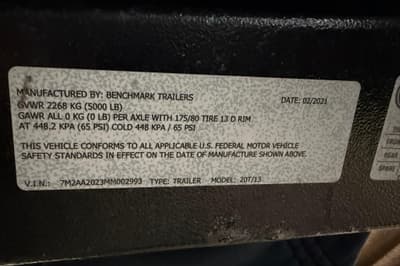 MANUFACTURED BY: BENCHMARK TRAILERS
DATE: 02/2021
GVWR 2268 KG (5000 LB)
GAWR ALL 0 KG (0 LB) PER AXLE WITH 175/80 TIRE 13 D RIM
AT 448.2 KPA (65 PSI) COLD 448 KPA / 65 PSI
THIS VEHICLE CONFORMS TO ALL APPLICABLE U.S. FEDERAL MOTOR VEHICLE
SAFETY STANDARDS IN EFFECT ON THE DATE OF MANUFACTURE SHOWN ABOVE.
V.I.N.: 7M2AA2023MM002993 TYPE: TRAILER MODEL: 20T/13